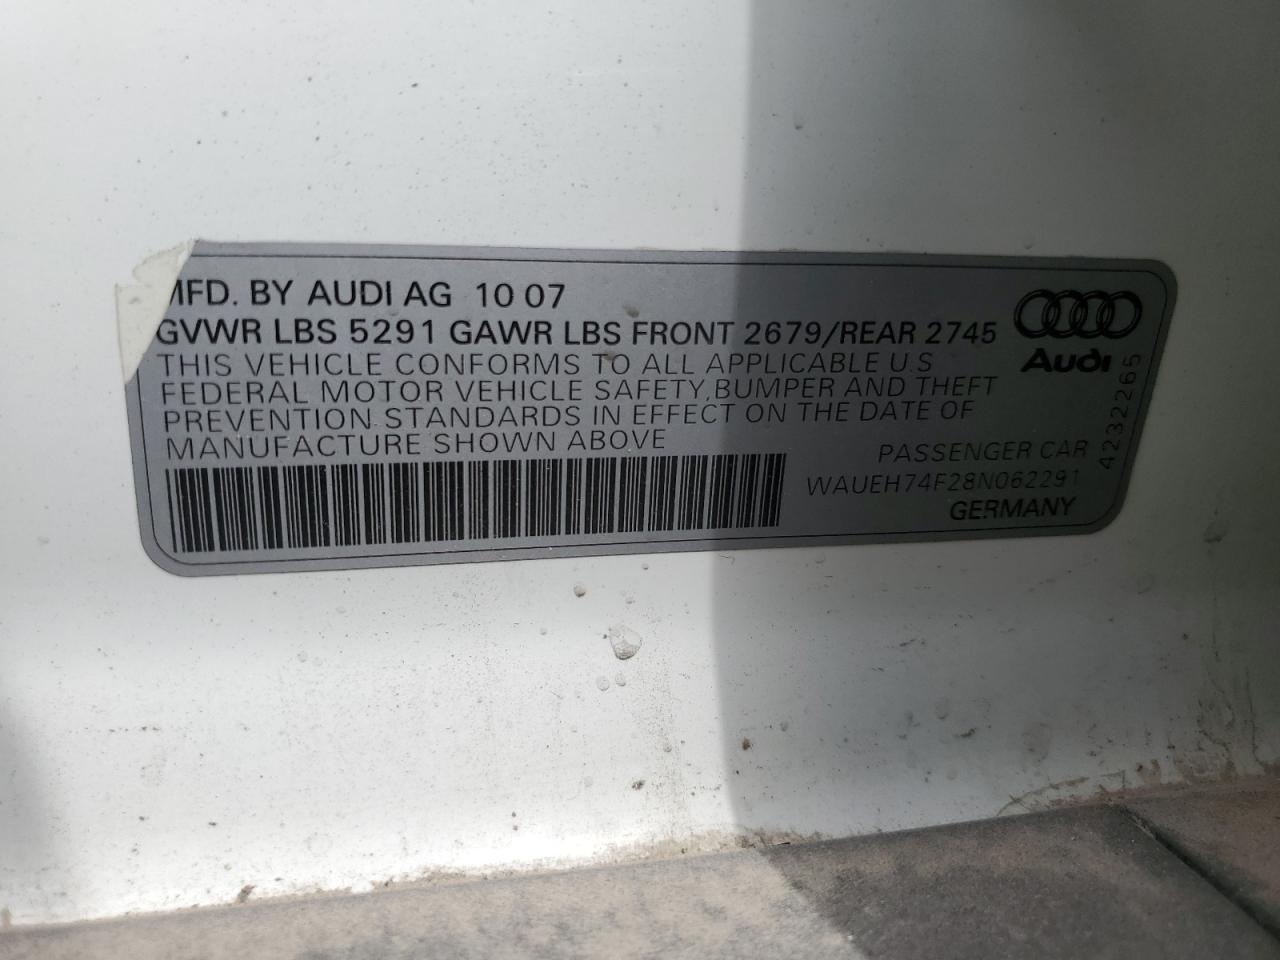 MFD. BY AUDI AG 10 07
GVWR LBS 5291 GAWR LBS FRONT 2679/REAR 2745
THIS VEHICLE CONFORMS TO ALL APPLICABLE U.S
FEDERAL MOTOR VEHICLE SAFETY, BUMPER AND THEFT
PREVENTION STANDARDS IN EFFECT ON THE DATE OF
MANUFACTURE SHOWN ABOVE
PASSENGER CAR
WAUEH74F28N062291
GERMANY
Audi
4232265